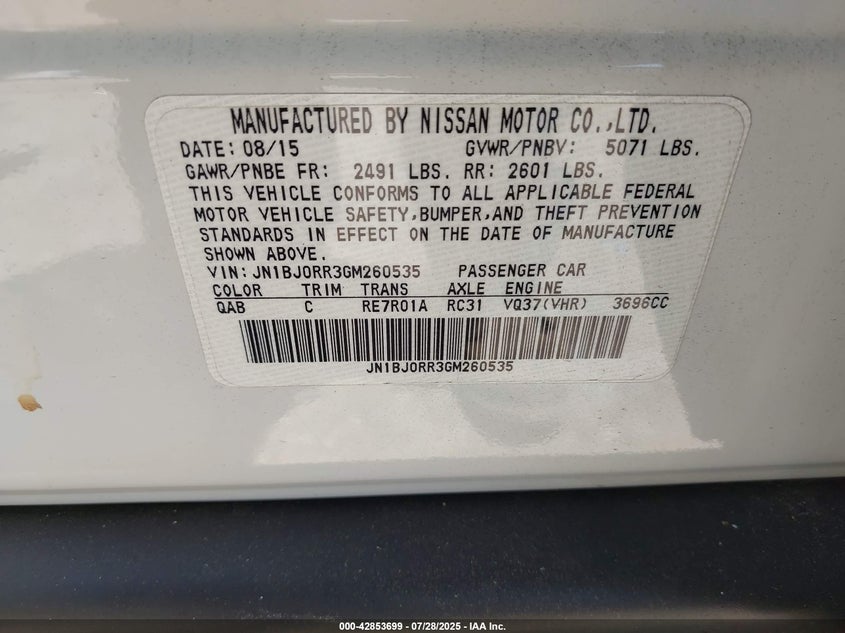 MANUFACTURED BY NISSAN MOTOR CO.,LTD.
DATE: 08/15 GVWR/PNBV: 5071 LBS.
GAWR/PNBE FR: 2491 LBS. RR: 2601 LBS.
THIS VEHICLE CONFORMS TO ALL APPLICABLE FEDERAL
MOTOR VEHICLE SAFETY,BUMPER,AND THEFT PREVENTION
STANDARDS IN EFFECT ON THE DATE OF MANUFACTURE
SHOWN ABOVE.
VIN: JN1BJ0RR3GM260535 PASSENGER CAR
COLOR TRIM TRANS AXLE ENGINE
QAB C RE7R01A RC31 VQ37(VHR) 3696CC
JN1BJ0RR3GM260535
000-42853699 // 07/28/2025 - IAA Inc.